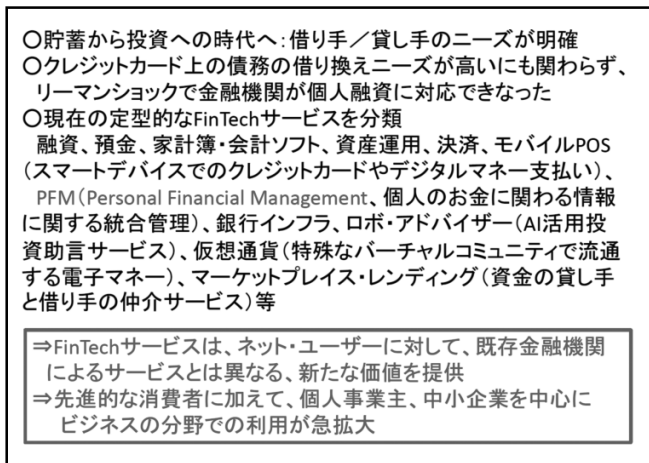 〇貯蓄から投資への時代へ：借り手／貸し手のニーズが明確
〇クレジットカード上の債務の借り換えニーズが高いにも関わらず、
リーマンショックで金融機関が個人融資に対応できなった
〇現在の定型的なFinTechサービスを分類
融資、預金、家計簿・会計ソフト、資産運用、決済、モバイルPOS
（スマートデバイスでのクレジットカードやデジタルマネー支払い）、
PFM（Personal Financial Management、個人のお金に関わる情報
に関する統合管理）、銀行インフラ、ロボ・アドバイザー（AI活用投
資助言サービス）、仮想通貨（特殊なバーチャルコミュニティで流通
する電子マネー）、マーケットプレイス・レンディング（資金の貸し手
と借り手の仲介サービス）等
⇒FinTechサービスは、ネット・ユーザーに対して、既存金融機関
によるサービスとは異なる、新たな価値を提供
⇒先進的な消費者に加えて、個人事業主、中小企業を中心に
ビジネスの分野での利用が急拡大